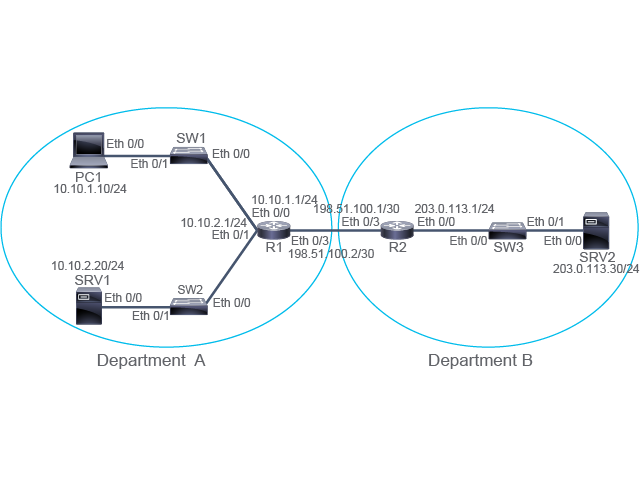 SW1
Eth 0/0
Eth 0/0
Eth 0/1
PC1
10.10.1.10/24
10.10.1.1/24
Eth 0/0
198.51.100.1/30
203.0.113.1/24
10.10.2.1/24
Eth 0/1
Eth 0/3
Eth 0/0
Eth 0/1
R1
Eth 0/3
R2
Eth 0/0
SW3
Eth 0/0
SRV2
198.51.100.2/30
203.0.113.30/24
10.10.2.20/24
SRV1
SW2
Eth 0/0
Eth 0/0
Eth 0/1
Department A
Department B